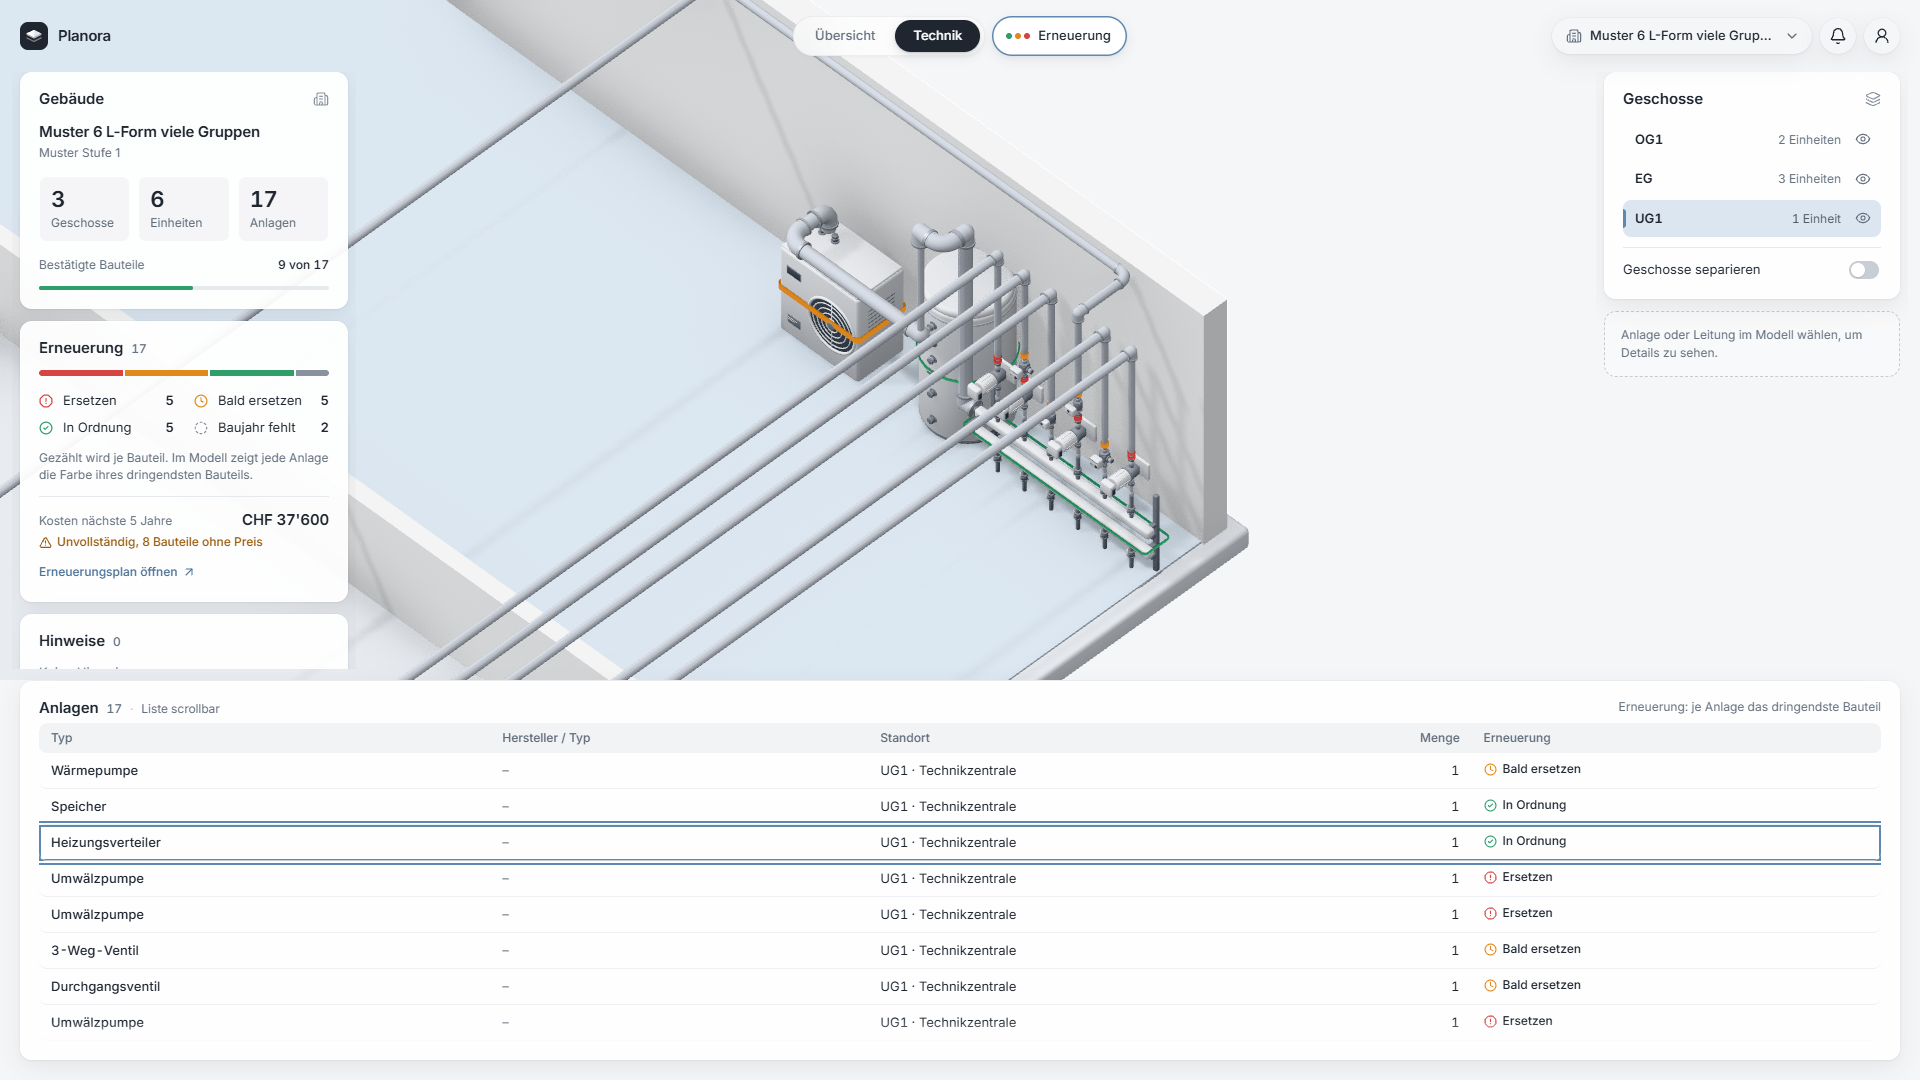 Planora
Übersicht
Technik
Erneuerung
Muster 6 L-Form viele Grup...
Gebäude
Muster 6 L-Form viele Gruppen
Muster Stufe 1
3 6 17
Geschosse Einheiten Anlagen
Bestätigte Bauteile 9 von 17
Erneuerung 17
Ersetzen 5 Bald ersetzen 5
In Ordnung 5 Baujahr fehlt 2
Gezählt wird je Bauteil. Im Modell zeigt jede Anlage
die Farbe ihres dringendsten Bauteils.
Kosten nächste 5 Jahre CHF 37'600
Unvollständig, 8 Bauteile ohne Preis
Erneuerungsplan öffnen
Hinweise 0
Geschosse
OG1 2 Einheiten
EG 3 Einheiten
UG1 1 Einheit
Geschosse separieren
Anlage oder Leitung im Modell wählen, um
Details zu sehen.
Anlagen 17 · Liste scrollbar
Erneuerung: je Anlage das dringendste Bauteil
Typ Hersteller / Typ Standort Menge Erneuerung
Wärmepumpe – UG1 · Technikzentrale 1 Bald ersetzen
Speicher – UG1 · Technikzentrale 1 In Ordnung
Heizungsverteiler – UG1 · Technikzentrale 1 In Ordnung
Umwälzpumpe – UG1 · Technikzentrale 1 Ersetzen
Umwälzpumpe – UG1 · Technikzentrale 1 Ersetzen
3-Weg-Ventil – UG1 · Technikzentrale 1 Bald ersetzen
Durchgangsventil – UG1 · Technikzentrale 1 Bald ersetzen
Umwälzpumpe – UG1 · Technikzentrale 1 Ersetzen